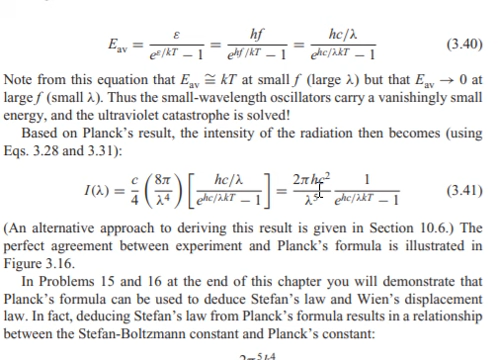 E_av = ε / (e^{ε/kT} − 1) = hf / (e^{hf/kT} − 1) = (hc/λ) / (e^{hc/λkT} − 1) (3.40)
Note from this equation that E_av ≅ kT at small f (large λ) but that E_av → 0 at
large f (small λ). Thus the small-wavelength oscillators carry a vanishingly small
energy, and the ultraviolet catastrophe is solved!
Based on Planck's result, the intensity of the radiation then becomes (using
Eqs. 3.28 and 3.31):
I(λ) = (c/4) (8π/λ⁴) [ (hc/λ) / (e^{hc/λkT} − 1) ] = (2πhc²/λ⁵) 1 / (e^{hc/λkT} − 1) (3.41)
(An alternative approach to deriving this result is given in Section 10.6.) The
perfect agreement between experiment and Planck's formula is illustrated in
Figure 3.16.
In Problems 15 and 16 at the end of this chapter you will demonstrate that
Planck's formula can be used to deduce Stefan's law and Wien's displacement
law. In fact, deducing Stefan's law from Planck's formula results in a relationship
between the Stefan-Boltzmann constant and Planck's constant: